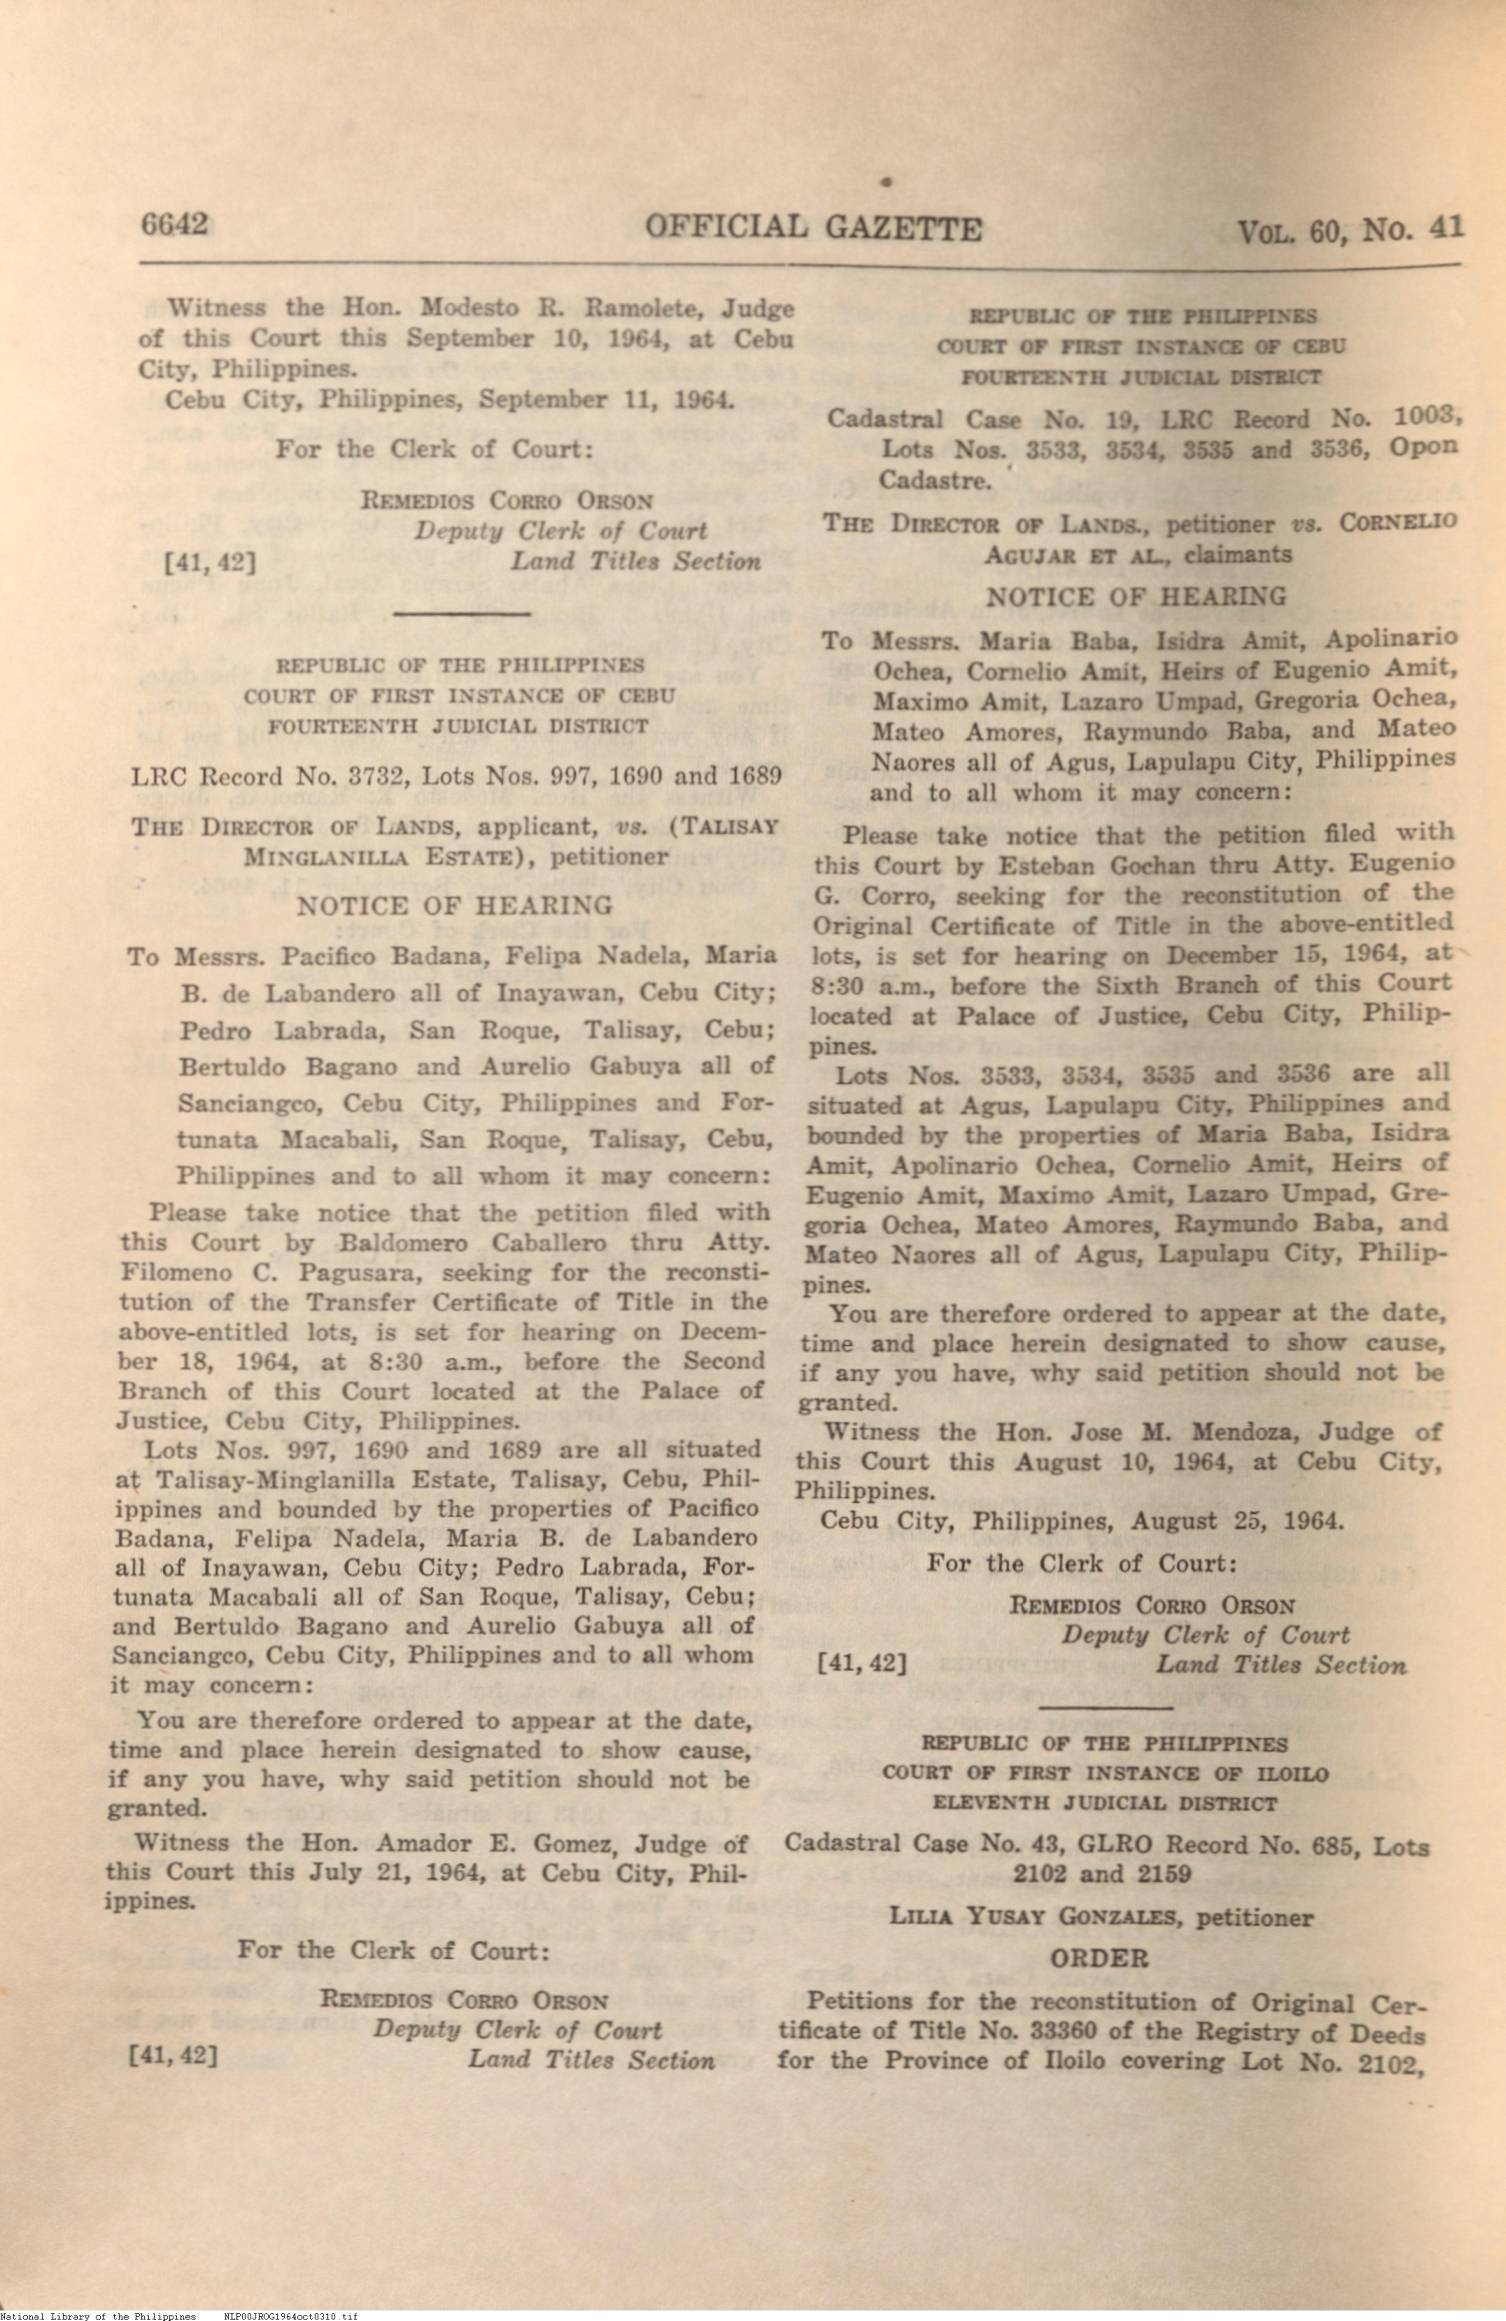 6642
OFFICIAL GAZETTE
VOL. 60, No. 41
Witness the Hon. Modesto R. Ramolete, Judge
of this Court this September 10, 1964, at Cebu
City, Philippines.
Cebu City, Philippines, September 11, 1964.
For the Clerk of Court:
REMEDIOS CORRO ORSON
Deputy Clerk of Court
[41, 42] Land Titles Section
REPUBLIC OF THE PHILIPPINES
COURT OF FIRST INSTANCE OF CEBU
FOURTEENTH JUDICIAL DISTRICT
LRC Record No. 3732, Lots Nos. 997, 1690 and 1689
THE DIRECTOR OF LANDS, applicant, vs. (TALISAY
MINGLANILLA ESTATE), petitioner
NOTICE OF HEARING
To Messrs. Pacifico Badana, Felipa Nadela, Maria
B. de Labandero all of Inayawan, Cebu City;
Pedro Labrada, San Roque, Talisay, Cebu;
Bertuldo Bagano and Aurelio Gabuya all of
Sanciangco, Cebu City, Philippines and For-
tunata Macabali, San Roque, Talisay, Cebu,
Philippines and to all whom it may concern:
Please take notice that the petition filed with
this Court by Baldomero Caballero thru Atty.
Filomeno C. Pagusara, seeking for the reconsti-
tution of the Transfer Certificate of Title in the
above-entitled lots, is set for hearing on Decem-
ber 18, 1964, at 8:30 a.m., before the Second
Branch of this Court located at the Palace of
Justice, Cebu City, Philippines.
Lots Nos. 997, 1690 and 1689 are all situated
at Talisay-Minglanilla Estate, Talisay, Cebu, Phil-
ippines and bounded by the properties of Pacifico
Badana, Felipa Nadela, Maria B. de Labandero
all of Inayawan, Cebu City; Pedro Labrada, For-
tunata Macabali all of San Roque, Talisay, Cebu;
and Bertuldo Bagano and Aurelio Gabuya all of
Sanciangco, Cebu City, Philippines and to all whom
it may concern:
You are therefore ordered to appear at the date,
time and place herein designated to show cause,
if any you have, why said petition should not be
granted.
Witness the Hon. Amador E. Gomez, Judge of
this Court this July 21, 1964, at Cebu City, Phil-
ippines.
For the Clerk of Court:
REMEDIOS CORRO ORSON
Deputy Clerk of Court
[41, 42] Land Titles Section
REPUBLIC OF THE PHILIPPINES
COURT OF FIRST INSTANCE OF CEBU
FOURTEENTH JUDICIAL DISTRICT
Cadastral Case No. 19, LRC Record No. 1003,
Lots Nos. 3533, 3534, 3535 and 3536, Opon
Cadastre.
THE DIRECTOR OF LANDS., petitioner vs. CORNELIO
AGUJAR ET AL., claimants
NOTICE OF HEARING
To Messrs. Maria Baba, Isidra Amit, Apolinario
Ochea, Cornelio Amit, Heirs of Eugenio Amit,
Maximo Amit, Lazaro Umpad, Gregoria Ochea,
Mateo Amores, Raymundo Baba, and Mateo
Naores all of Agus, Lapulapu City, Philippines
and to all whom it may concern:
Please take notice that the petition filed with
this Court by Esteban Gochan thru Atty. Eugenio
G. Corro, seeking for the reconstitution of the
Original Certificate of Title in the above-entitled
lots, is set for hearing on December 15, 1964, at
8:30 a.m., before the Sixth Branch of this Court
located at Palace of Justice, Cebu City, Philip-
pines.
Lots Nos. 3533, 3534, 3535 and 3536 are all
situated at Agus, Lapulapu City, Philippines and
bounded by the properties of Maria Baba, Isidra
Amit, Apolinario Ochea, Cornelio Amit, Heirs of
Eugenio Amit, Maximo Amit, Lazaro Umpad, Gre-
goria Ochea, Mateo Amores, Raymundo Baba, and
Mateo Naores all of Agus, Lapulapu City, Philip-
pines.
You are therefore ordered to appear at the date,
time and place herein designated to show cause,
if any you have, why said petition should not be
granted.
Witness the Hon. Jose M. Mendoza, Judge of
this Court this August 10, 1964, at Cebu City,
Philippines.
Cebu City, Philippines, August 25, 1964.
For the Clerk of Court:
REMEDIOS CORRO ORSON
Deputy Clerk of Court
[41, 42] Land Titles Section
REPUBLIC OF THE PHILIPPINES
COURT OF FIRST INSTANCE OF ILOILO
ELEVENTH JUDICIAL DISTRICT
Cadastral Case No. 43, GLRO Record No. 685, Lots
2102 and 2159
LILIA YUSAY GONZALES, petitioner
ORDER
Petitions for the reconstitution of Original Cer-
tificate of Title No. 33360 of the Registry of Deeds
for the Province of Iloilo covering Lot No. 2102,
National Library of the Philippines NLP00JROG1964oct0310.tif